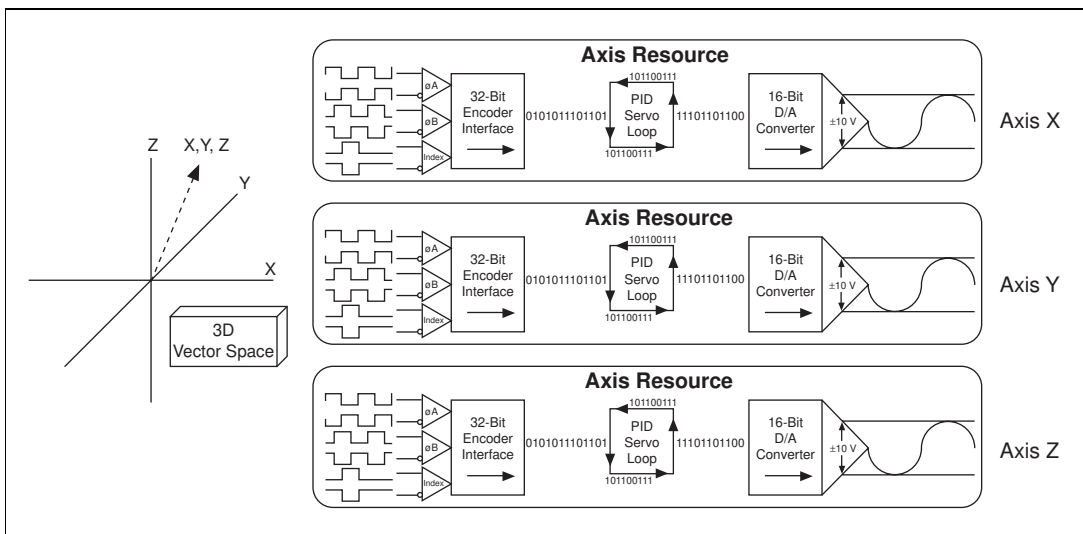 Z
X,Y, Z
Y
X
3D
Vector Space
Axis Resource
øA
øB
Index
32-Bit
Encoder
Interface
0101011101101
101100111
PID
Servo
Loop
101100111
11101101100
16-Bit
D/A
Converter
±10 V
Axis X
Axis Resource
øA
øB
Index
32-Bit
Encoder
Interface
0101011101101
101100111
PID
Servo
Loop
101100111
11101101100
16-Bit
D/A
Converter
±10 V
Axis Y
Axis Resource
øA
øB
Index
32-Bit
Encoder
Interface
0101011101101
101100111
PID
Servo
Loop
101100111
11101101100
16-Bit
D/A
Converter
±10 V
Axis Z